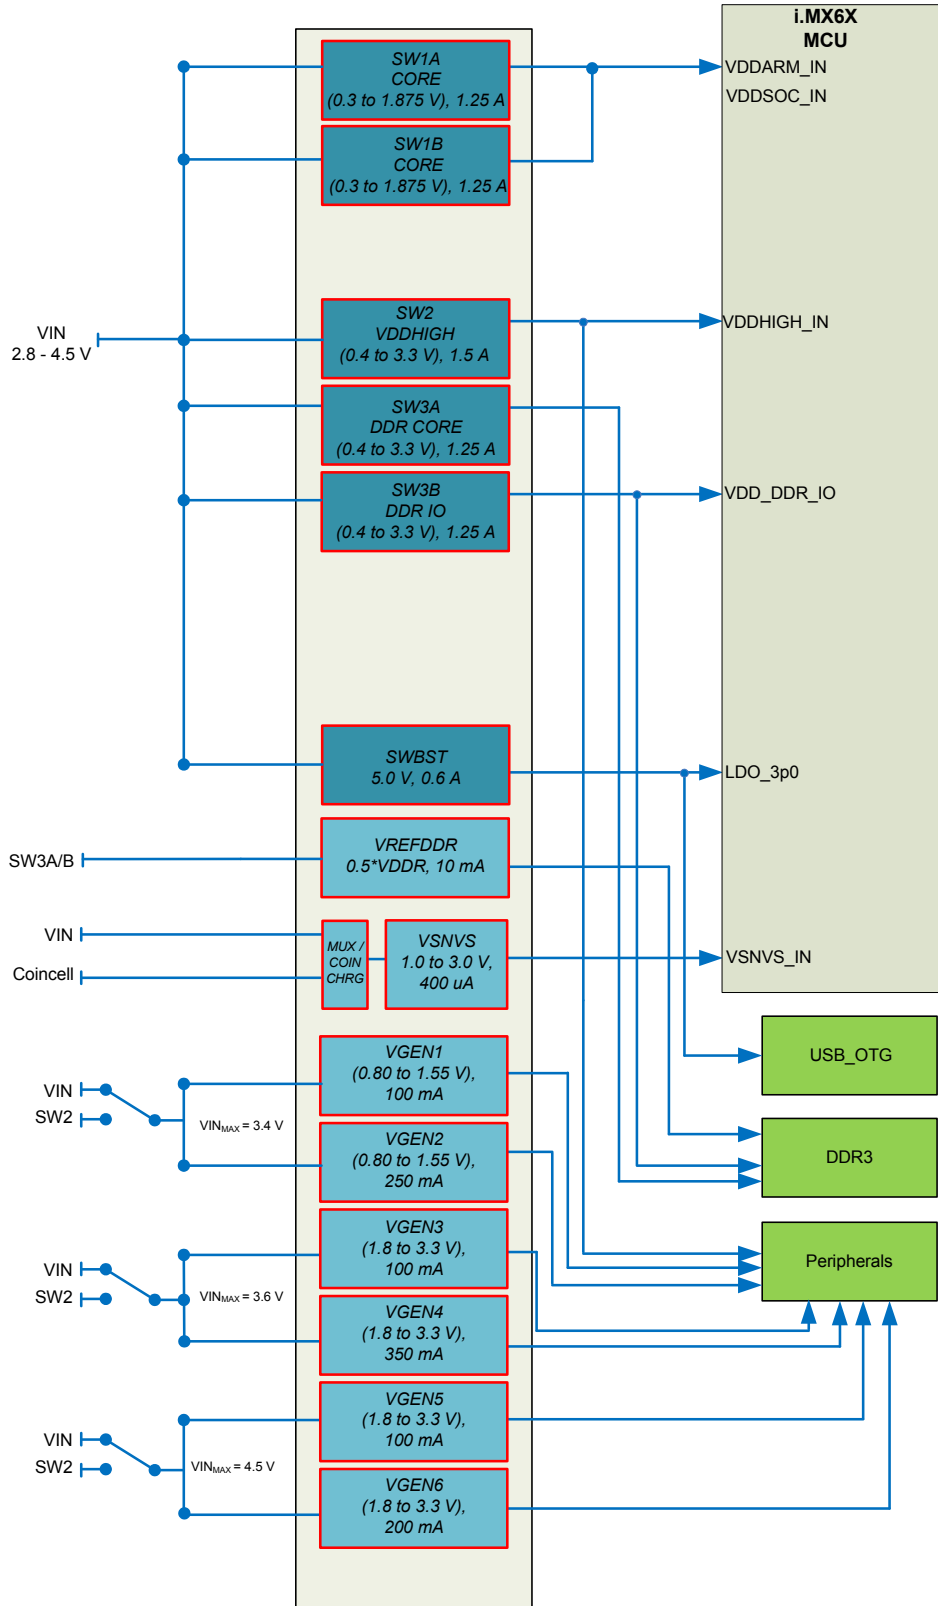 i.MX6X
MCU
SW1A
CORE
(0.3 to 1.875 V), 1.25 A
VDDARM_IN
VDDSOC_IN
SW1B
CORE
(0.3 to 1.875 V), 1.25 A
VIN
2.8 - 4.5 V
SW2
VDDHIGH
(0.4 to 3.3 V), 1.5 A
VDDHIGH_IN
SW3A
DDR CORE
(0.4 to 3.3 V), 1.25 A
SW3B
DDR IO
(0.4 to 3.3 V), 1.25 A
VDD_DDR_IO
SWBST
5.0 V, 0.6 A
LDO_3p0
SW3A/B
VREFDDR
0.5*VDDR, 10 mA
VIN
Coincell
MUX /
COIN
CHRG
VSNVS
1.0 to 3.0 V,
400 uA
VSNVS_IN
USB_OTG
VIN
SW2
VINMAX = 3.4 V
VGEN1
(0.80 to 1.55 V),
100 mA
VGEN2
(0.80 to 1.55 V),
250 mA
DDR3
VIN
SW2
VINMAX = 3.6 V
VGEN3
(1.8 to 3.3 V),
100 mA
VGEN4
(1.8 to 3.3 V),
350 mA
Peripherals
VIN
SW2
VINMAX = 4.5 V
VGEN5
(1.8 to 3.3 V),
100 mA
VGEN6
(1.8 to 3.3 V),
200 mA